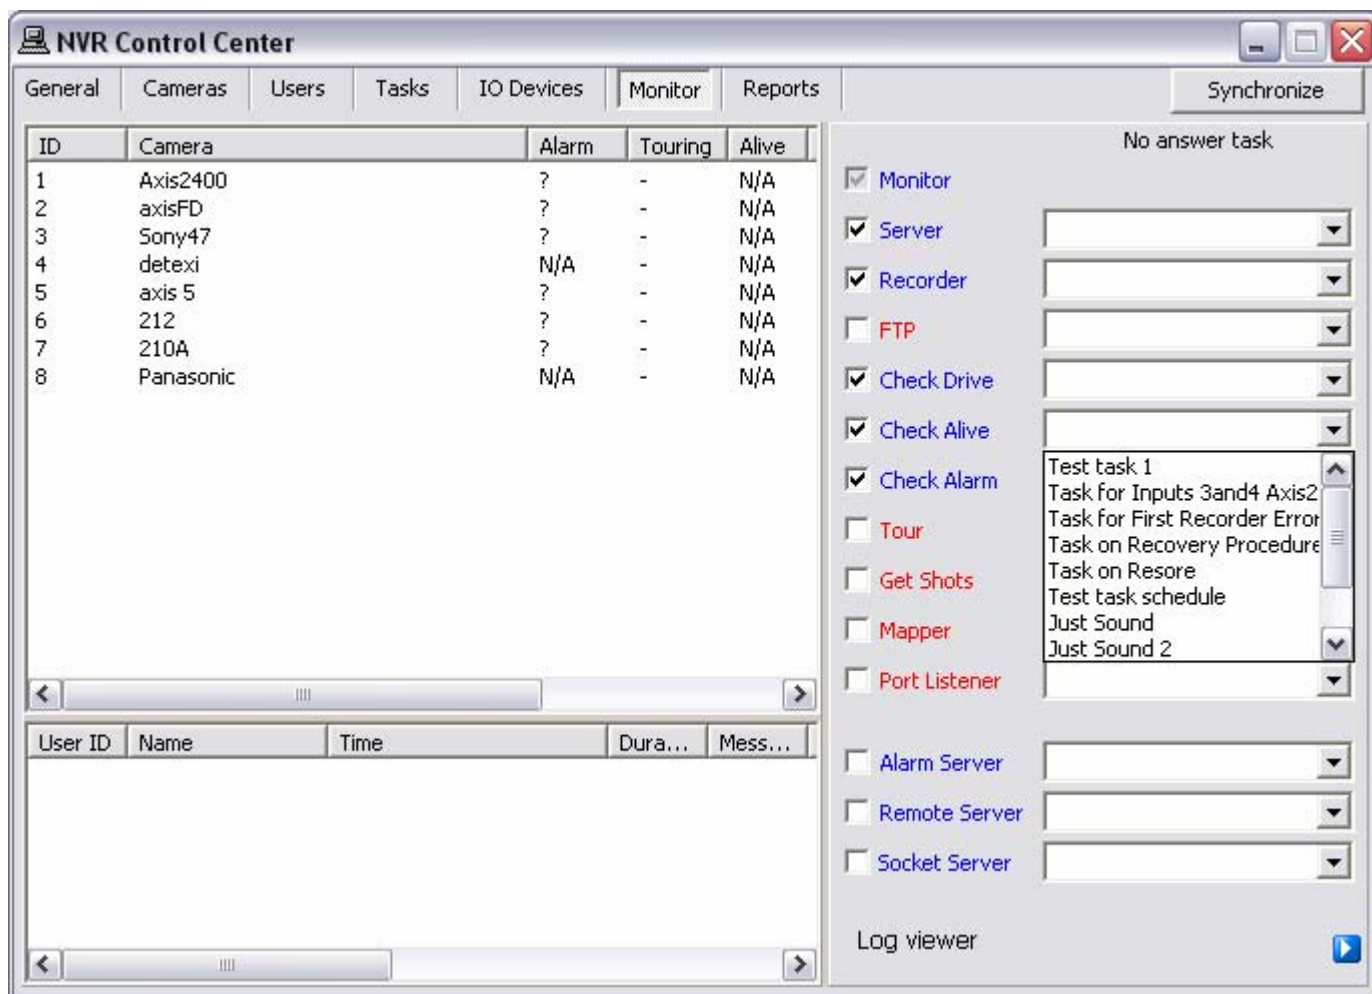 NVR Control Center
General Cameras Users Tasks IO Devices Monitor Reports Synchronize
ID Camera Alarm Touring Alive
1 Axis2400 ? - N/A
2 axisFD ? - N/A
3 Sony47 ? - N/A
4 detexi N/A - N/A
5 axis 5 ? - N/A
6 212 ? - N/A
7 210A ? - N/A
8 Panasonic N/A - N/A
User ID Name Time Dura... Mess...
No answer task
Monitor
Server
Recorder
FTP
Check Drive
Check Alive
Check Alarm
Tour
Get Shots
Mapper
Port Listener
Test task 1
Task for Inputs 3and4 Axis2
Task for First Recorder Error
Task on Recovery Procedure
Task on Resore
Test task schedule
Just Sound
Just Sound 2
Alarm Server
Remote Server
Socket Server
Log viewer